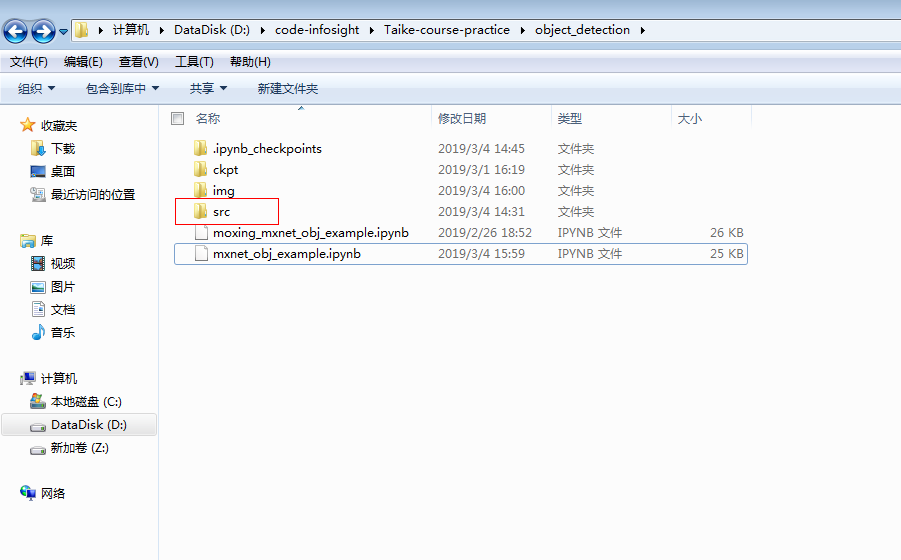 计算机 DataDisk (D:) code-infosight Taike-course-practice object_detection
文件(F) 编辑(E) 查看(V) 工具(T) 帮助(H)
组织 包含到库中 共享 新建文件夹
收藏夹
下载
桌面
最近访问的位置
库
视频
图片
文档
音乐
计算机
本地磁盘 (C:)
DataDisk (D:)
新加卷 (Z:)
网络
名称 修改日期 类型 大小
.ipynb_checkpoints 2019/3/4 14:45 文件夹
ckpt 2019/3/1 16:19 文件夹
img 2019/3/4 16:00 文件夹
src 2019/3/4 14:31 文件夹
moxing_mxnet_obj_example.ipynb 2019/2/26 18:52 IPYNB 文件 26 KB
mxnet_obj_example.ipynb 2019/3/4 15:59 IPYNB 文件 25 KB